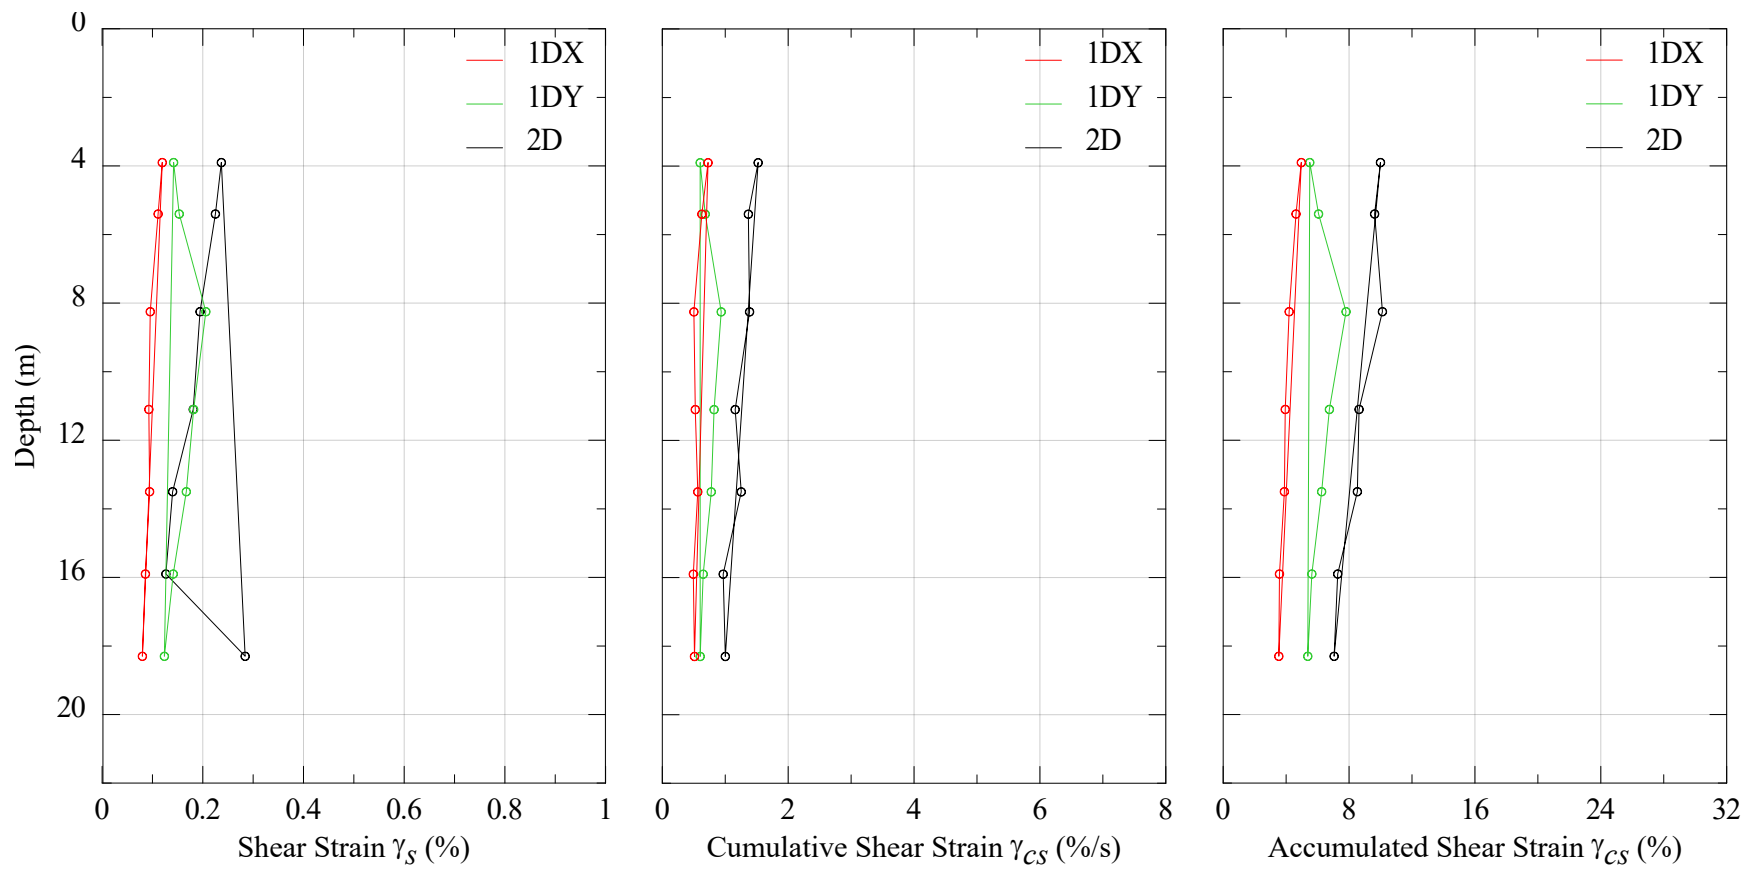 0
4
8
12
16
20
Depth (m)
1DX
1DY
2D
0 0.2 0.4 0.6 0.8 1
Shear Strain γs (%)
1DX
1DY
2D
0 2 4 6 8
Cumulative Shear Strain γcs (%/s)
1DX
1DY
2D
0 8 16 24 32
Accumulated Shear Strain γcs (%)